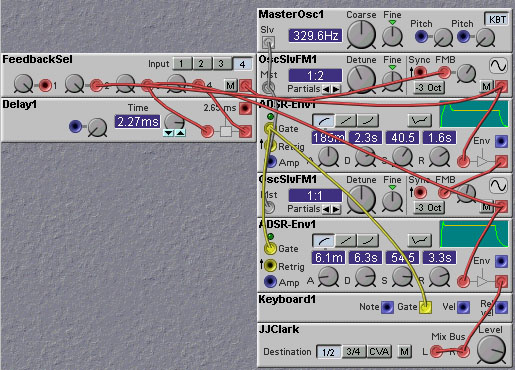 MasterOsc1
Coarse Fine Pitch Pitch KBT
Slv 329.6Hz
FeedbackSel Input 1 2 3 4
1 2 3 4 M
OscSlvFM1 Detune Fine Sync FMB
Mst 1:2
Partials -3 Oct M
Delay1
Time 2.65ms
2.27ms
ADSR-Env1
Gate
Retrig
Amp A D S R
2.3s 40.5 1.6s
Env
OscSlvFM1 Detune Fine Sync FMB
Mst 1:1
Partials -3 Oct M
ADSR-Env1
Gate 6.1m 6.3s 54.5 3.3s
Env
Retrig
Amp A D S R
Keyboard1 Note Gate Vel Rel vel
JJClark Mix Bus Level
Destination 1/2 3/4 CVA M L R